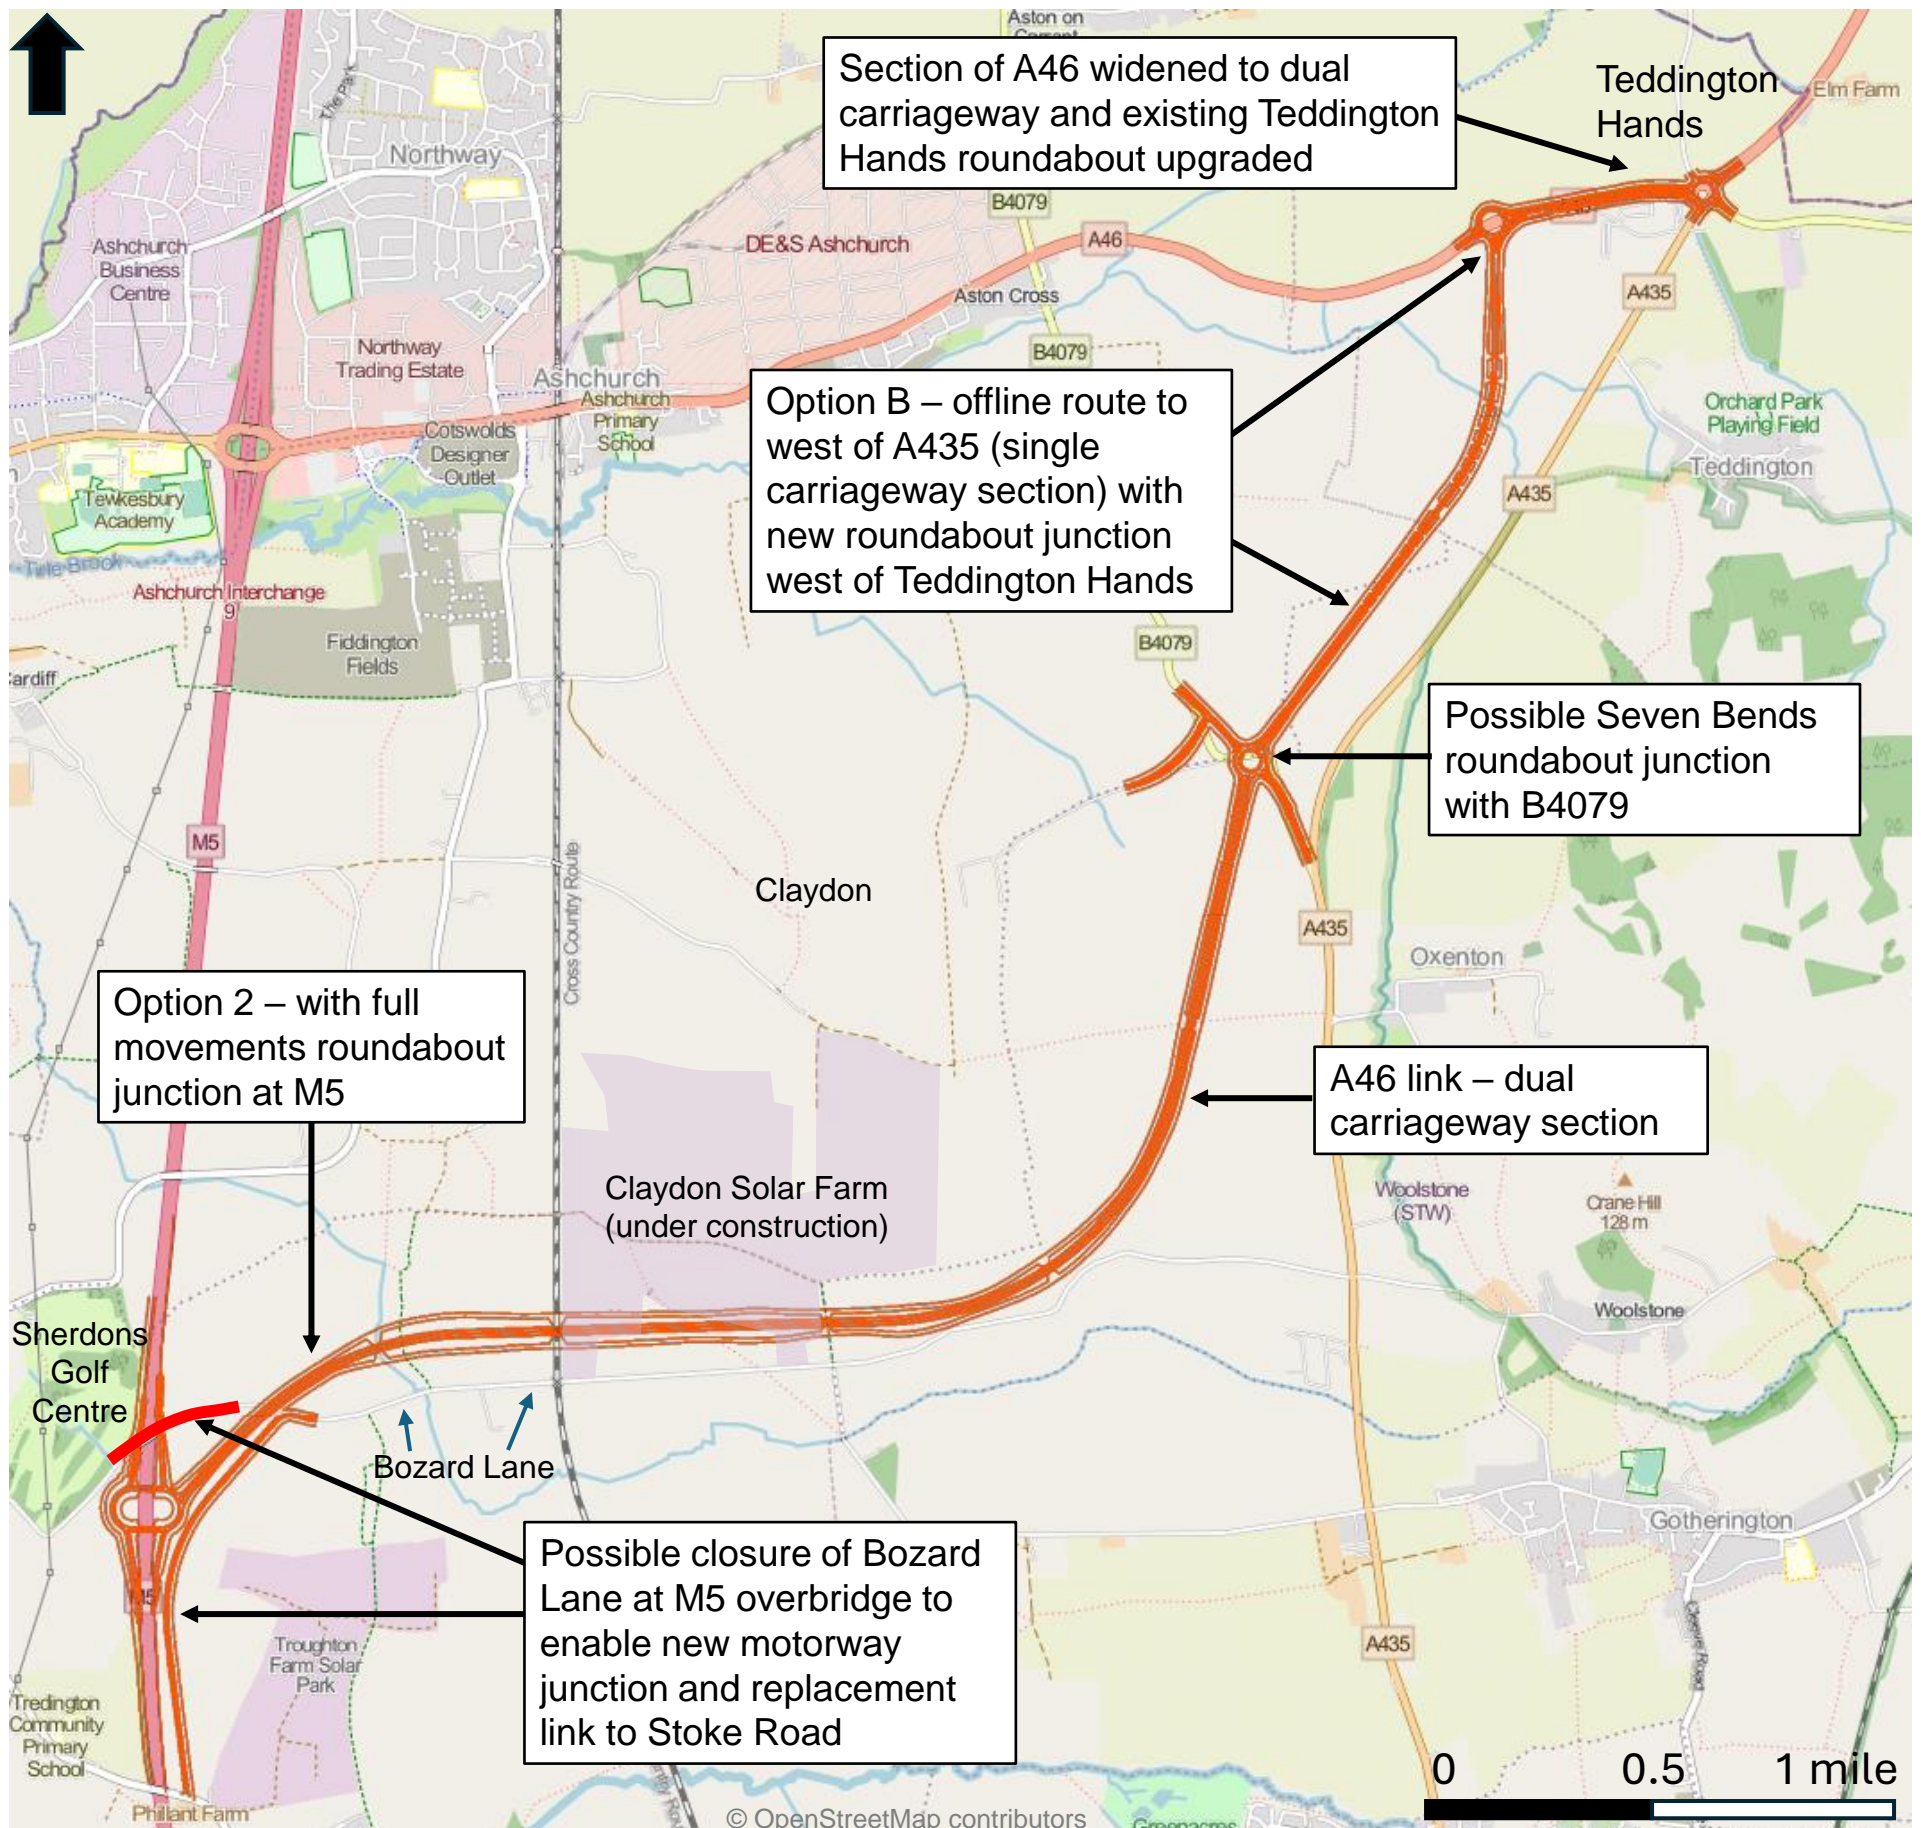 Aston on
Section of A46 widened to dual
carriageway and existing Teddington
Hands roundabout upgraded
Teddington
Hands
Elm Farm
The Park
Northway
B4079
A46
DE&S Ashchurch
Ashchurch
Business
Centre
Aston Cross
A435
Northway
Trading Estate
B4079
Ashchurch
Ashchurch
Primary
School
Option B – offline route to
west of A435 (single
carriageway section) with
new roundabout junction
west of Teddington Hands
Orchard Park
Playing Field
Teddington
Cotswolds
Designer
Outlet
A435
Tewkesbury
Academy
Tirle Brook
Ashchurch Interchange
9
Fiddington
Fields
B4079
Possible Seven Bends
roundabout junction
with B4079
M5
Cross Country Route
Claydon
A435
Oxenton
Option 2 – with full
movements roundabout
junction at M5
A46 link – dual
carriageway section
Claydon Solar Farm
(under construction)
Woolstone
(STW)
Crane Hill
128 m
Woolstone
Sherdons
Golf
Centre
Bozard Lane
Gotherington
Possible closure of Bozard
Lane at M5 overbridge to
enable new motorway
junction and replacement
link to Stoke Road
M5
Cleeve Road
Troughton
Farm Solar
Park
A435
Tredington
Community
Primary
School
Phillant Farm
0 0.5 1 mile
© OpenStreetMap contributors
Greenacres